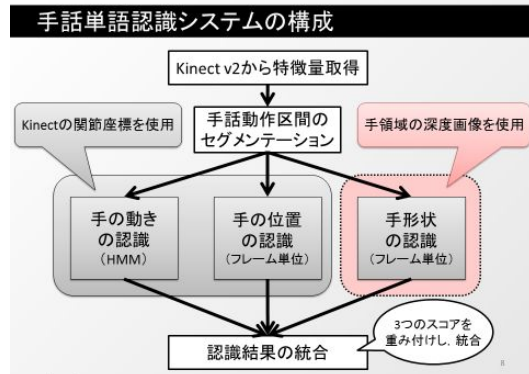 手話単語認識システムの構成
Kinect v2から特徴量取得
Kinectの関節座標を使用
手話動作区間の
セグメンテーション
手領域の深度画像を使用
手の動き
の認識
(HMM)
手の位置
の認識
(フレーム単位)
手形状
の認識
(フレーム単位)
3つのスコアを
重み付けし，統合
認識結果の統合
8